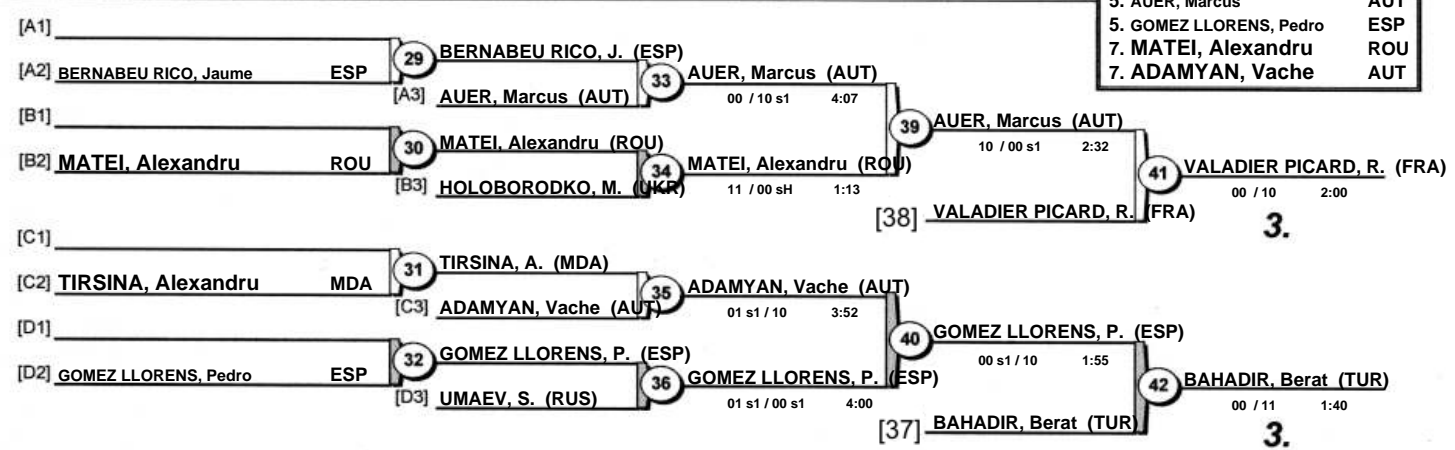 5. AUER, Marcus AUT
5. GOMEZ LLORENS, Pedro ESP
7. MATEI, Alexandru ROU
7. ADAMYAN, Vache AUT
[A1]
[A2] BERNABEU RICO, Jaume ESP
29 BERNABEU RICO, J. (ESP)
[A3] AUER, Marcus (AUT)
33 AUER, Marcus (AUT)
00 / 10 s1 4:07
[B1]
[B2] MATEI, Alexandru ROU
30 MATEI, Alexandru (ROU)
[B3] HOLOBORODKO, M. (UKR)
34 MATEI, Alexandru (ROU)
11 / 00 sH 1:13
39 AUER, Marcus (AUT)
10 / 00 s1 2:32
[38] VALADIER PICARD, R. (FRA)
41 VALADIER PICARD, R. (FRA)
00 / 10 2:00
3.
[C1]
[C2] TIRSINA, Alexandru MDA
31 TIRSINA, A. (MDA)
[C3] ADAMYAN, Vache (AUT)
35 ADAMYAN, Vache (AUT)
01 s1 / 10 3:52
[D1]
[D2] GOMEZ LLORENS, Pedro ESP
32 GOMEZ LLORENS, P. (ESP)
[D3] UMAEV, S. (RUS)
36 GOMEZ LLORENS, P. (ESP)
01 s1 / 00 s1 4:00
40 GOMEZ LLORENS, P. (ESP)
00 s1 / 10 1:55
[37] BAHADIR, Berat (TUR)
42 BAHADIR, Berat (TUR)
00 / 11 1:40
3.